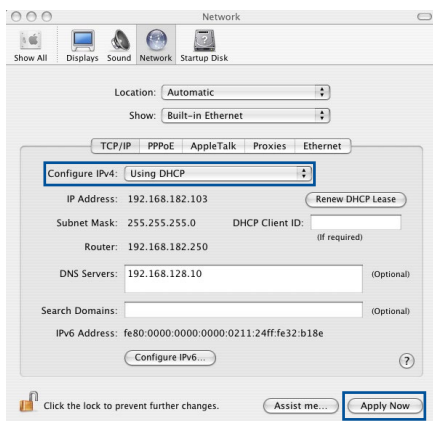 Network
Show All Displays Sound Network Startup Disk
Location: Automatic
Show: Built-in Ethernet
TCP/IP PPPoE AppleTalk Proxies Ethernet
Configure IPv4: Using DHCP
IP Address: 192.168.182.103 Renew DHCP Lease
Subnet Mask: 255.255.255.0 DHCP Client ID:
(If required)
Router: 192.168.182.250
DNS Servers: 192.168.128.10 (Optional)
Search Domains: (Optional)
IPv6 Address: fe80:0000:0000:0000:0211:24ff:fe32:b18e
Configure IPv6... ?
Click the lock to prevent further changes. Assist me... Apply Now